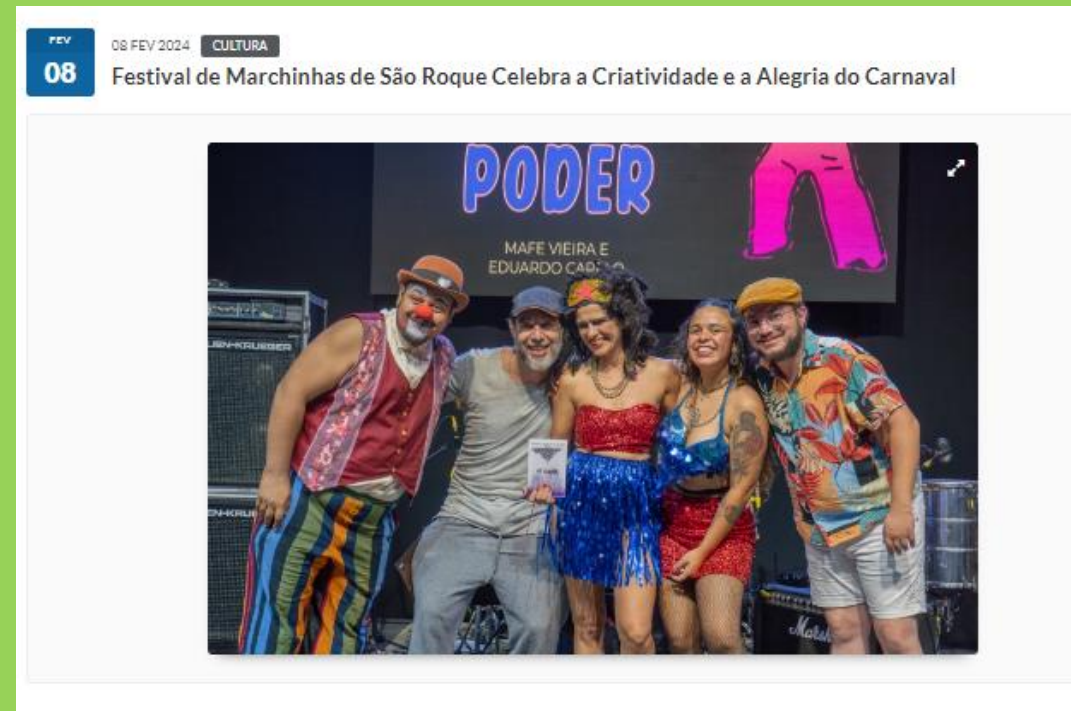 FEV
08
08 FEV 2024 CULTURA
Festival de Marchinhas de São Roque Celebra a Criatividade e a Alegria do Carnaval
PODER
MAFE VIEIRA E
EDUARDO